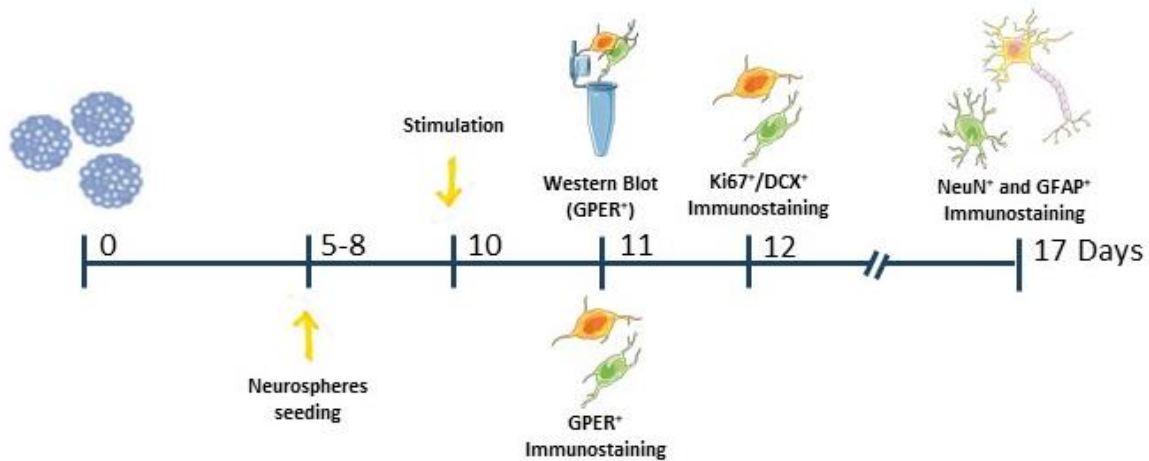 Stimulation
Western Blot
(GPER⁺)
Ki67⁺/DCX⁺
Immunostaining
NeuN⁺ and GFAP⁺
Immunostaining
0
5-8
10
11
12
17 Days
Neurospheres
seeding
GPER⁺
Immunostaining